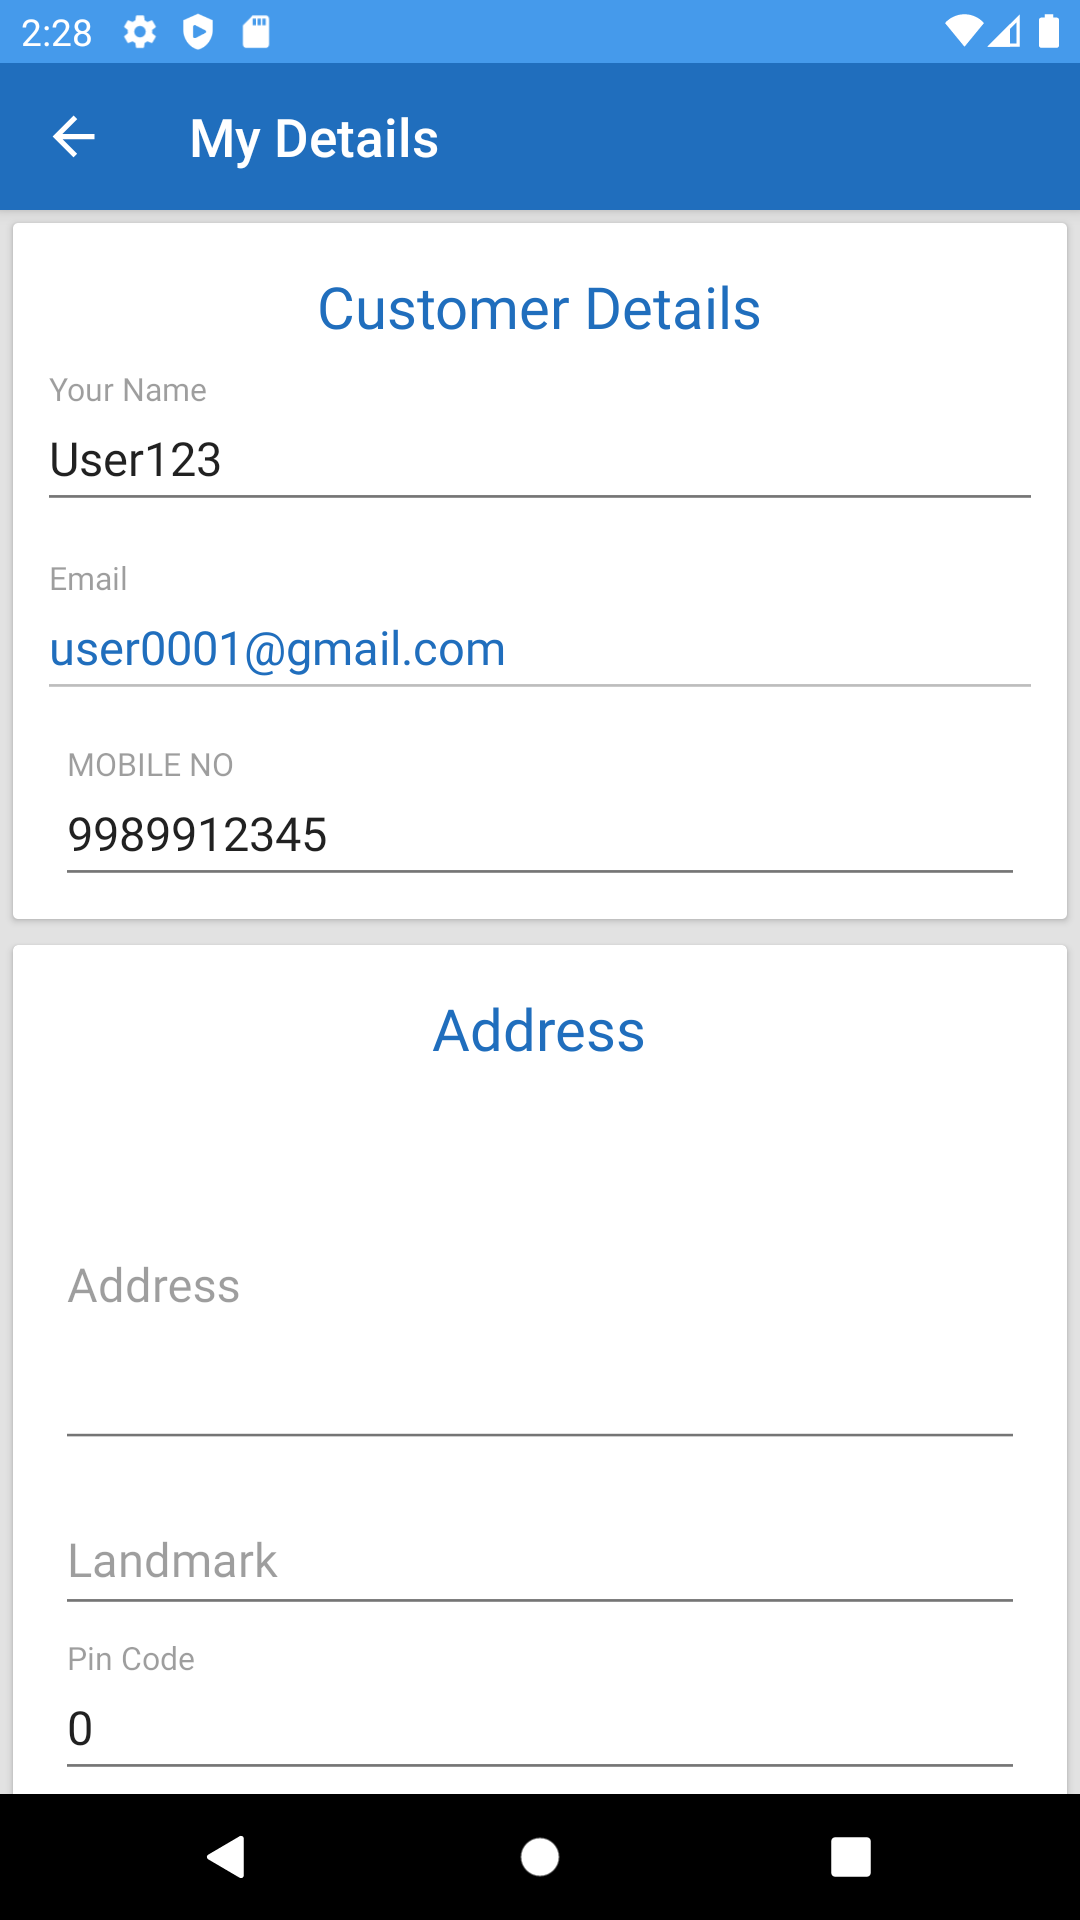 2:28
My Details
Customer Details
Your Name
User123
Email
user0001@gmail.com
MOBILE NO
9989912345
Address
Address
Landmark
Pin Code
0